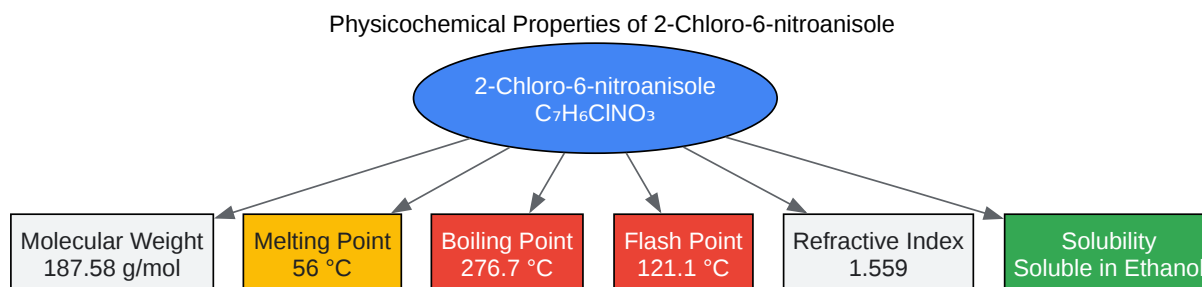 Physicochemical Properties of 2-Chloro-6-nitroanisole
2-Chloro-6-nitroanisole
C₇H₆ClNO₃
Molecular Weight
187.58 g/mol
Melting Point
56 °C
Boiling Point
276.7 °C
Flash Point
121.1 °C
Refractive Index
1.559
Solubility
Soluble in Ethanol